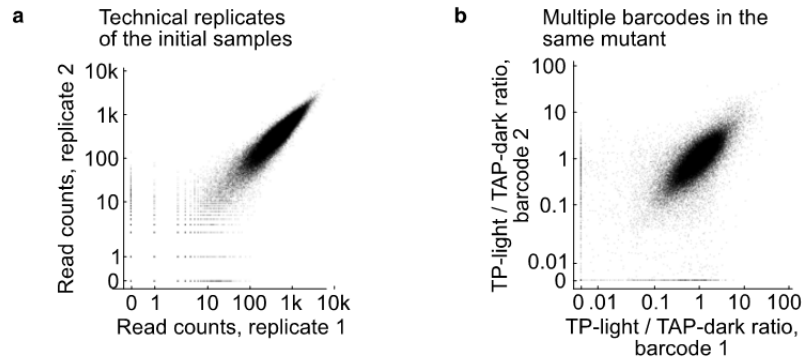 a
Technical replicates
of the initial samples
Read counts, replicate 2
10k
1k
100
10
1
0
0 1 10 100 1k 10k
Read counts, replicate 1
b
Multiple barcodes in the
same mutant
TP-light / TAP-dark ratio,
barcode 2
100
10
1
0.1
0.01
0
0 .01 0.1 1 10 100
TP-light / TAP-dark ratio,
barcode 1